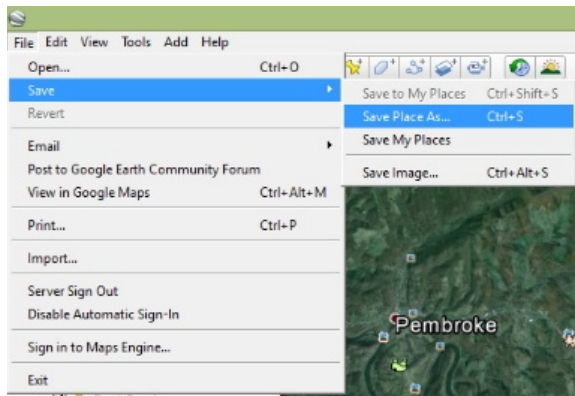 File Edit View Tools Add Help
Open... Ctrl+O
Save
Revert
Email
Post to Google Earth Community Forum
View in Google Maps Ctrl+Alt+M
Print... Ctrl+P
Import...
Server Sign Out
Disable Automatic Sign-In
Sign in to Maps Engine...
Exit
Save to My Places Ctrl+Shift+S
Save Place As... Ctrl+S
Save My Places
Save Image... Ctrl+Alt+S
Pembroke